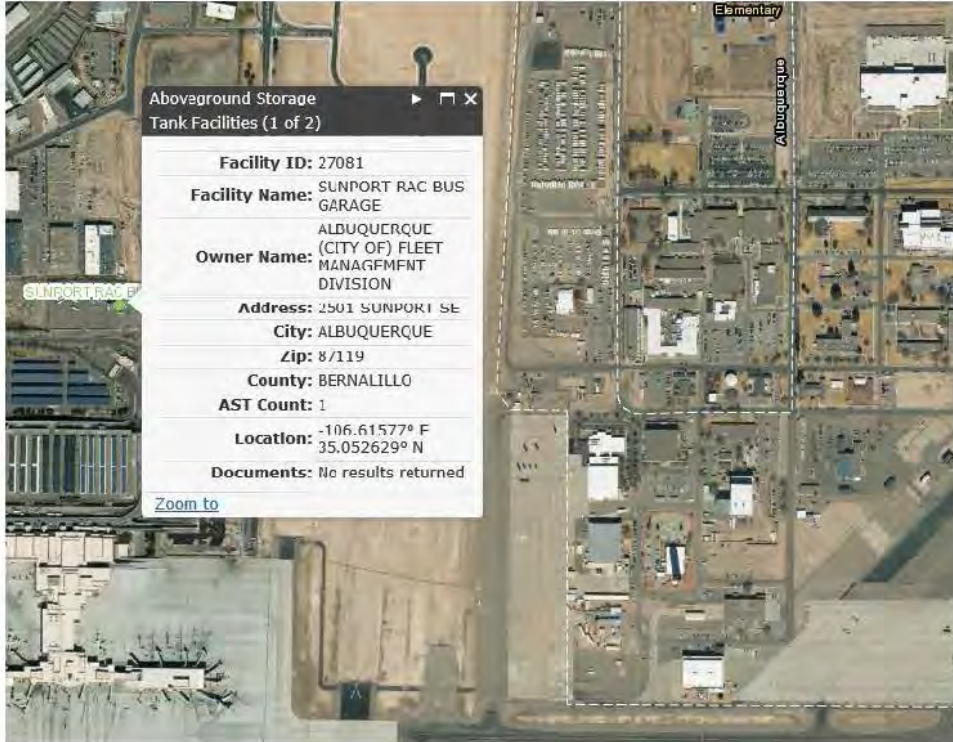 Elementary
Albuquerque
Aboveground Storage
Tank Facilities (1 of 2)
Facility ID: 27081
Facility Name: SUNPORT RAC BUS
GARAGE
Owner Name: ALBUQUERQUE
(CITY OF) FLEET
MANAGEMENT
DIVISION
SUNPORT RAC B
Address: 2501 SUNPORT SE
City: ALBUQUERQUE
Zip: 87119
County: BERNALILLO
AST Count: 1
Location: -106.61577° E
35.052629° N
Documents: No results returned
Zoom to